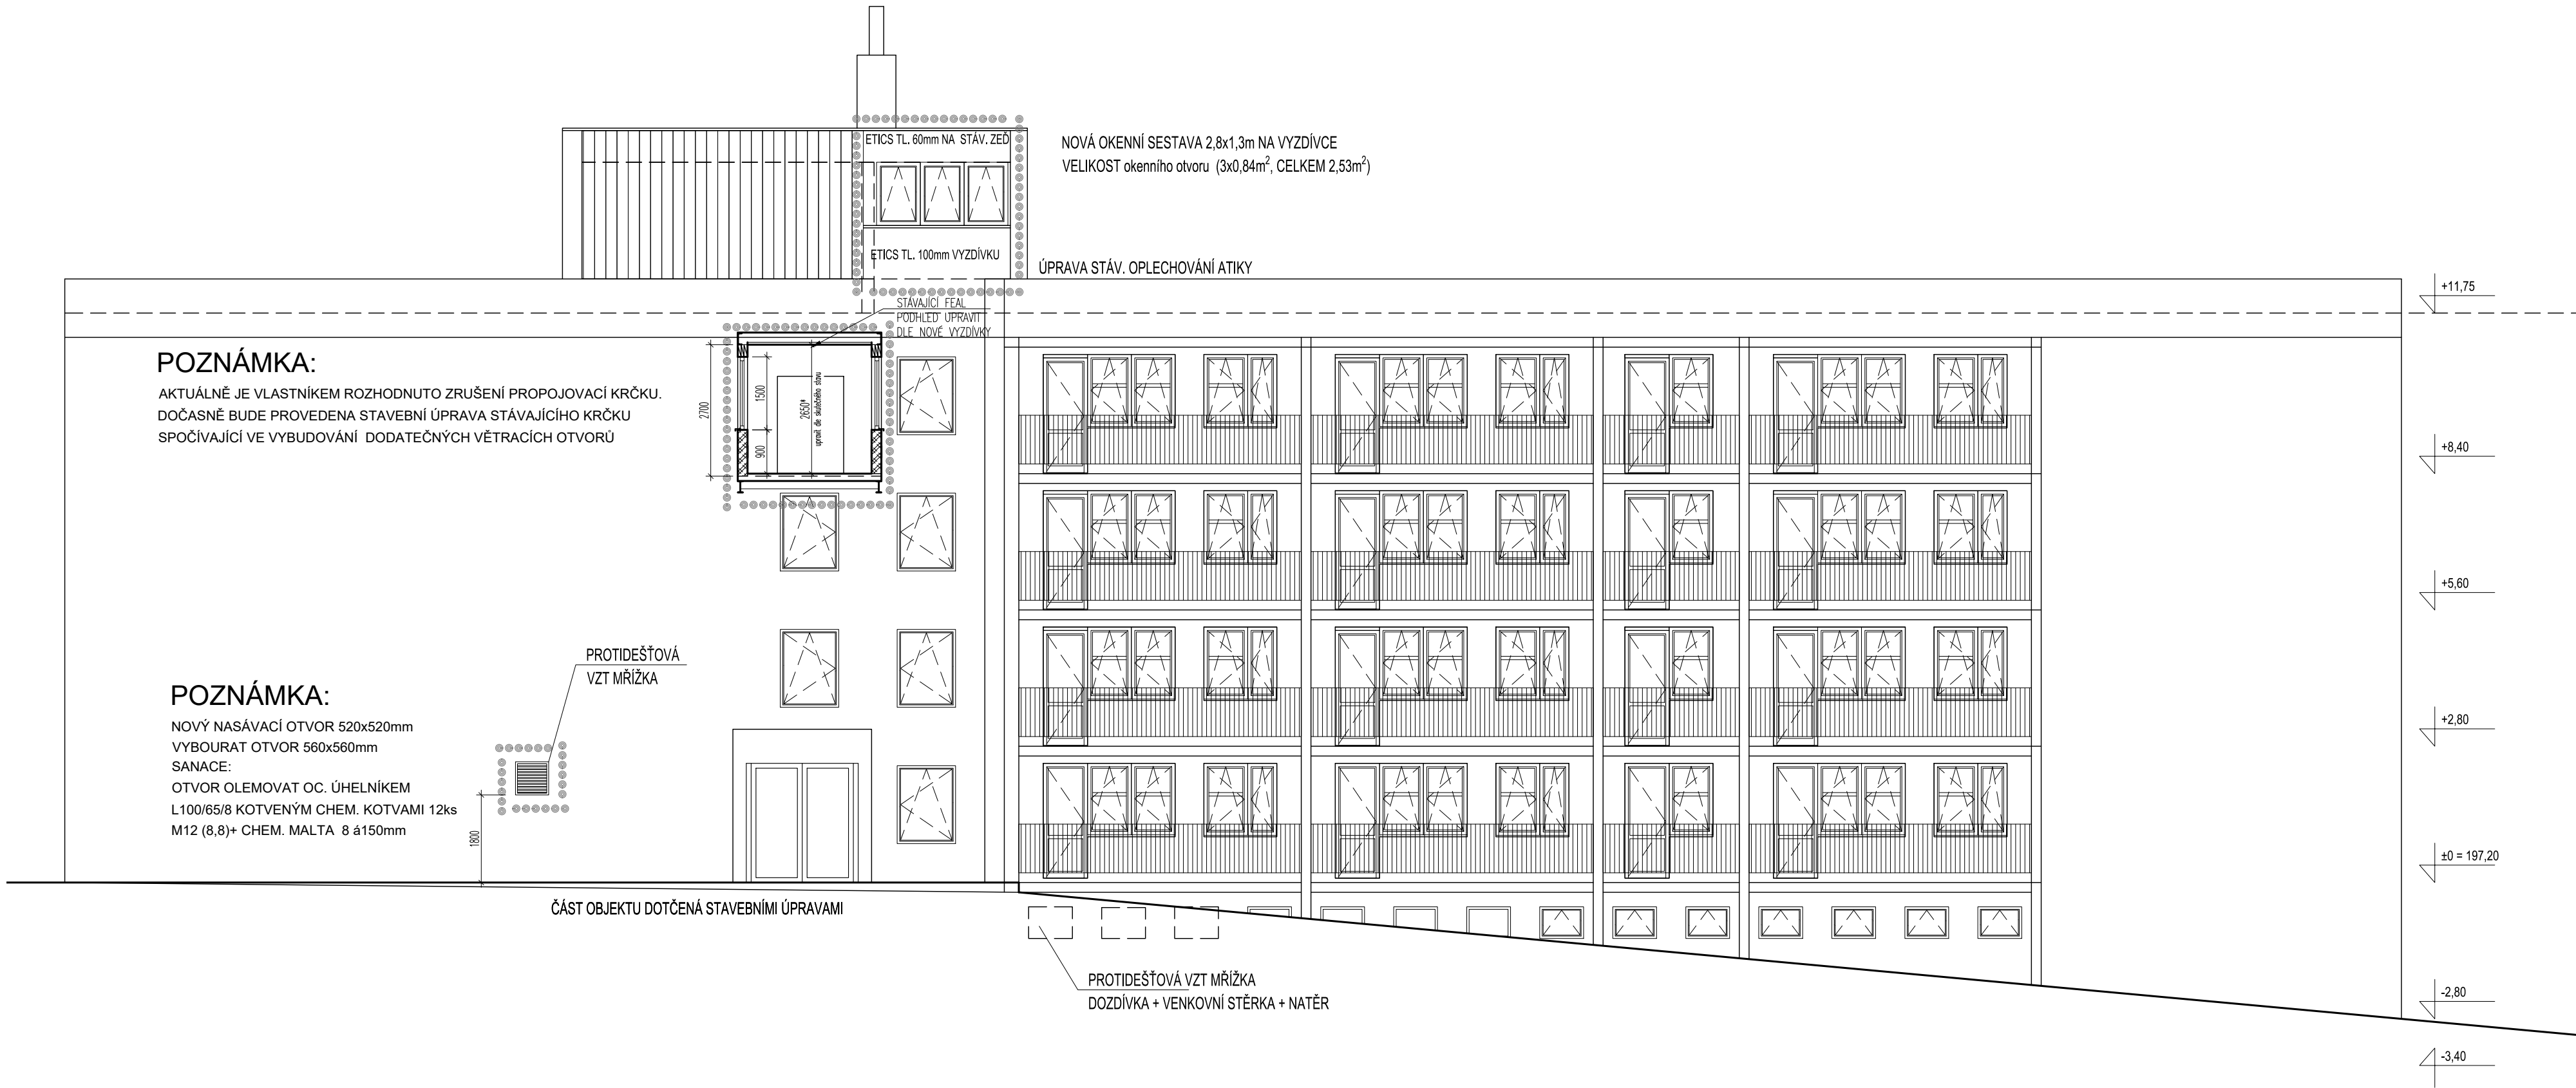 ETICS TL. 60mm NA STÁV. ZEĎ
NOVÁ OKENNÍ SESTAVA 2,8x1,3m NA VYZDÍVCE
VELIKOST okenního otvoru (3x0,84m², CELKEM 2,53m²)
ETICS TL. 100mm VYZDÍVKU
ÚPRAVA STÁV. OPLECHOVÁNÍ ATIKY
STÁVAJÍCÍ FEAL
PODHLED UPRAVIT
DLE NOVÉ VYZDÍVKY
POZNÁMKA:
AKTUÁLNĚ JE VLASTNÍKEM ROZHODNUTO ZRUŠENÍ PROPOJOVACÍ KRČKU.
DOČASNĚ BUDE PROVEDENA STAVEBNÍ ÚPRAVA STÁVAJÍCÍHO KRČKU
SPOČÍVAJÍCÍ VE VYBUDOVÁNÍ DODATEČNÝCH VĚTRACÍCH OTVORŮ
2700
1500
900
2650*
upravit dle skutečného stavu
POZNÁMKA:
NOVÝ NASÁVACÍ OTVOR 520x520mm
VYBOURAT OTVOR 560x560mm
SANACE:
OTVOR OLEMOVAT OC. ÚHELNÍKEM
L100/65/8 KOTVENÝM CHEM. KOTVAMI 12ks
M12 (8,8)+ CHEM. MALTA 8 á150mm
PROTIDEŠŤOVÁ
VZT MŘÍŽKA
1800
ČÁST OBJEKTU DOTČENÁ STAVEBNÍMI ÚPRAVAMI
PROTIDEŠŤOVÁ VZT MŘÍŽKA
DOZDÍVKA + VENKOVNÍ STĚRKA + NATĚR
+11,75
+8,40
+5,60
+2,80
±0 = 197,20
-2,80
-3,40